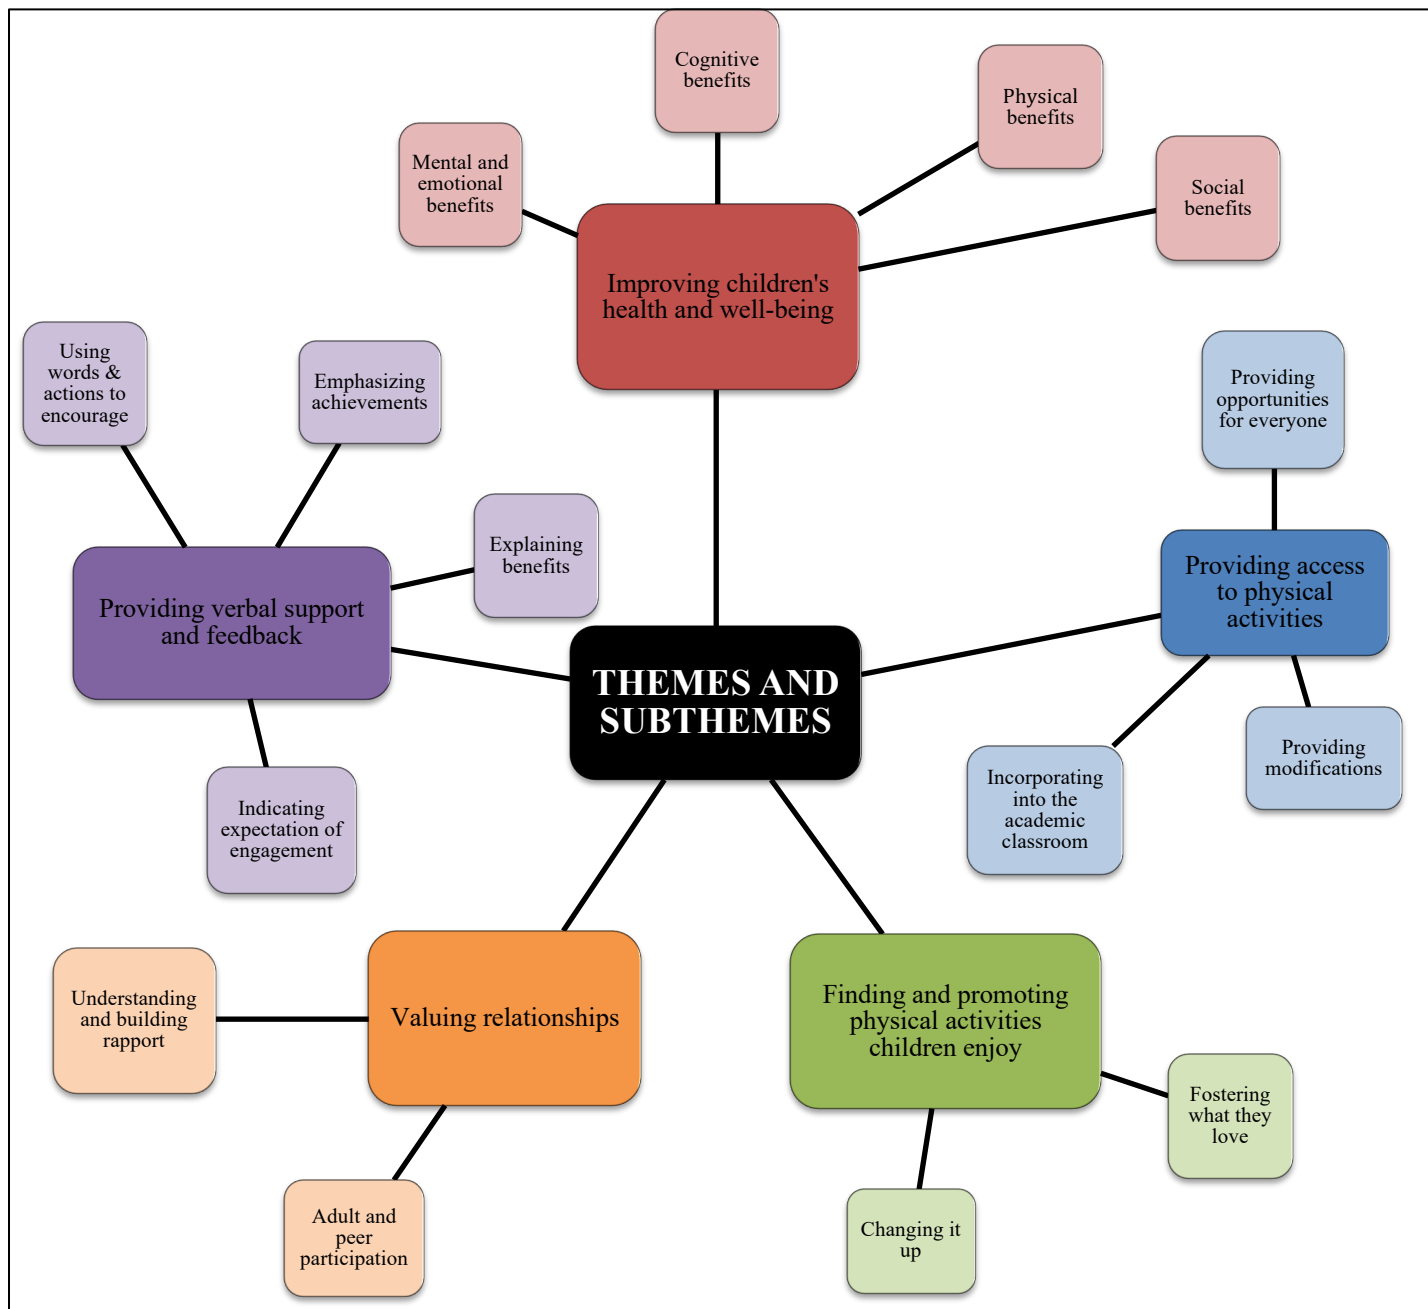 Cognitive
benefits
Physical
benefits
Mental and
emotional
benefits
Social
benefits
Improving children's
health and well-being
Using
words &
actions to
encourage
Emphasizing
achievements
Explaining
benefits
Providing verbal support
and feedback
Indicating
expectation of
engagement
Providing
opportunities
for everyone
Providing access
to physical
activities
Providing
modifications
Incorporating
into the
academic
classroom
THEMES AND
SUBTHEMES
Valuing relationships
Understanding
and building
rapport
Adult and
peer
participation
Finding and promoting
physical activities
children enjoy
Fostering
what they
love
Changing it
up